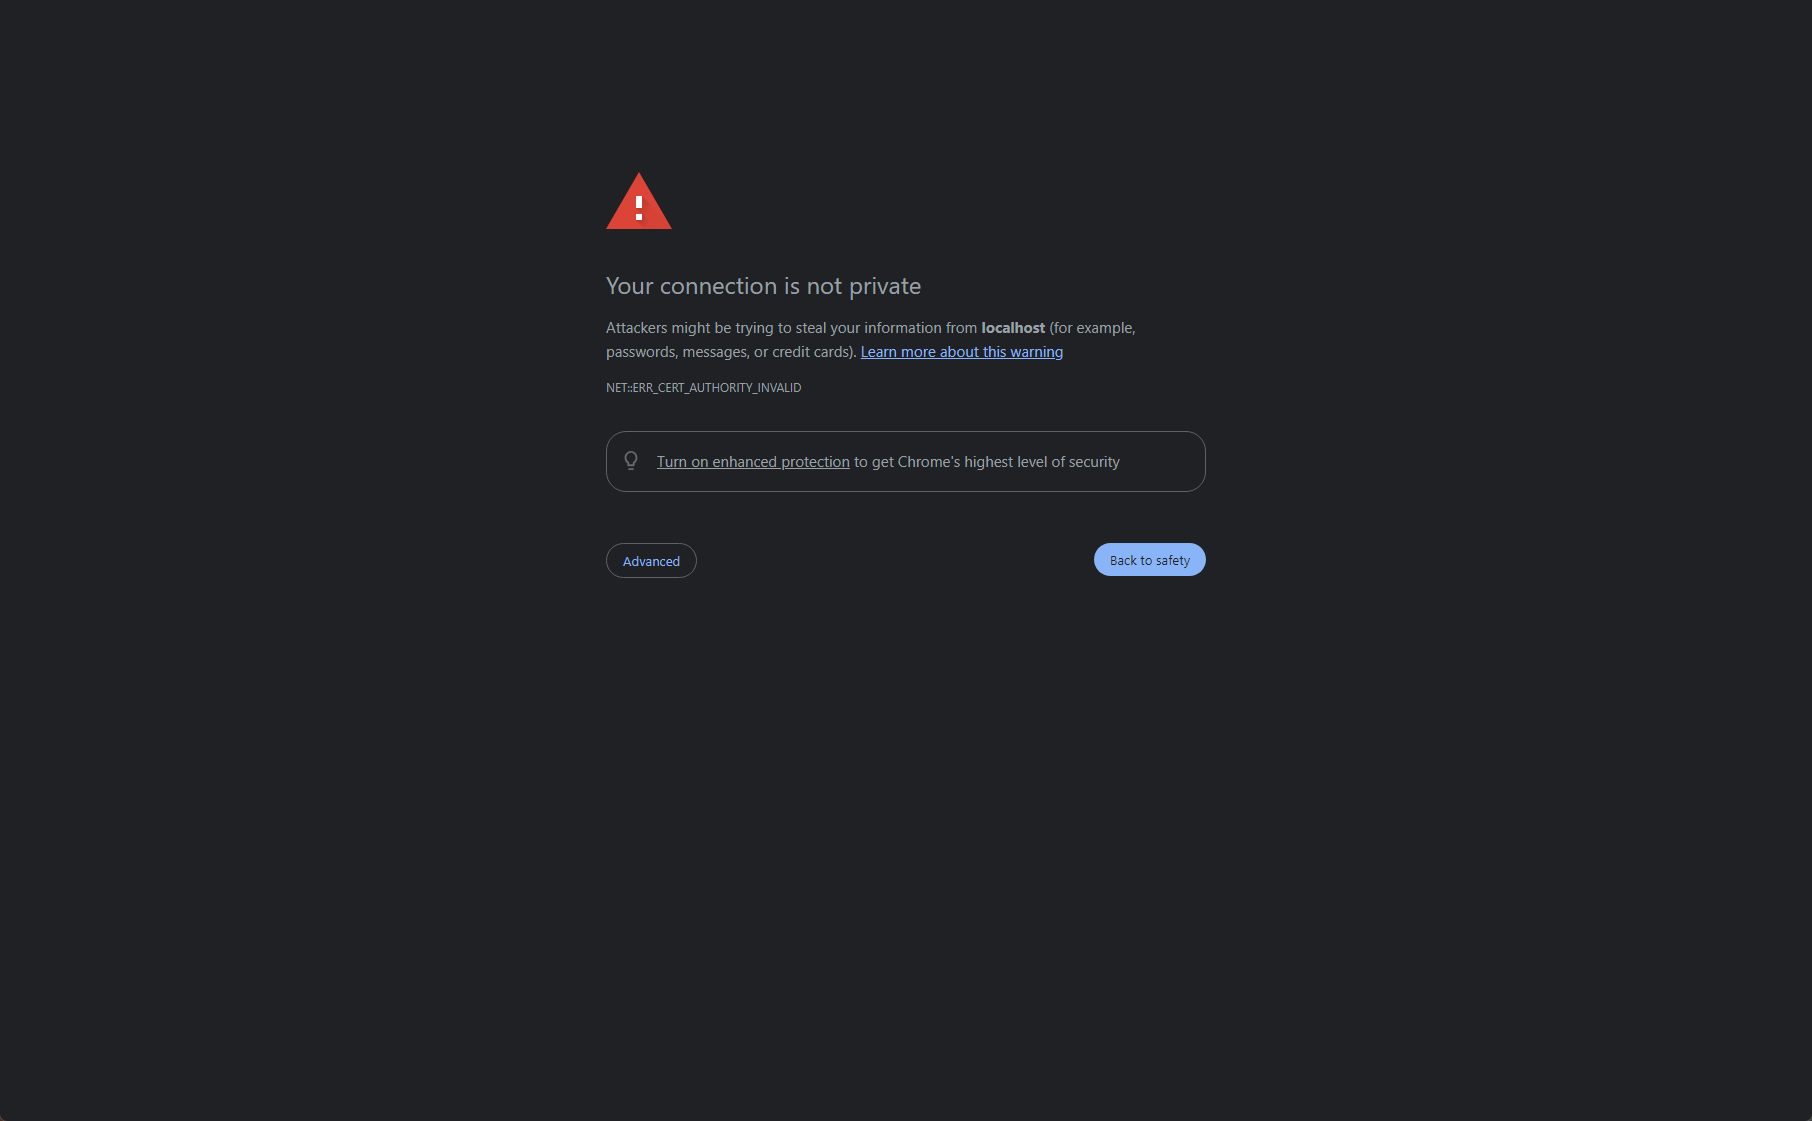 Your connection is not private
Attackers might be trying to steal your information from localhost (for example,
passwords, messages, or credit cards). Learn more about this warning
NET::ERR_CERT_AUTHORITY_INVALID
Turn on enhanced protection to get Chrome's highest level of security
Advanced
Back to safety